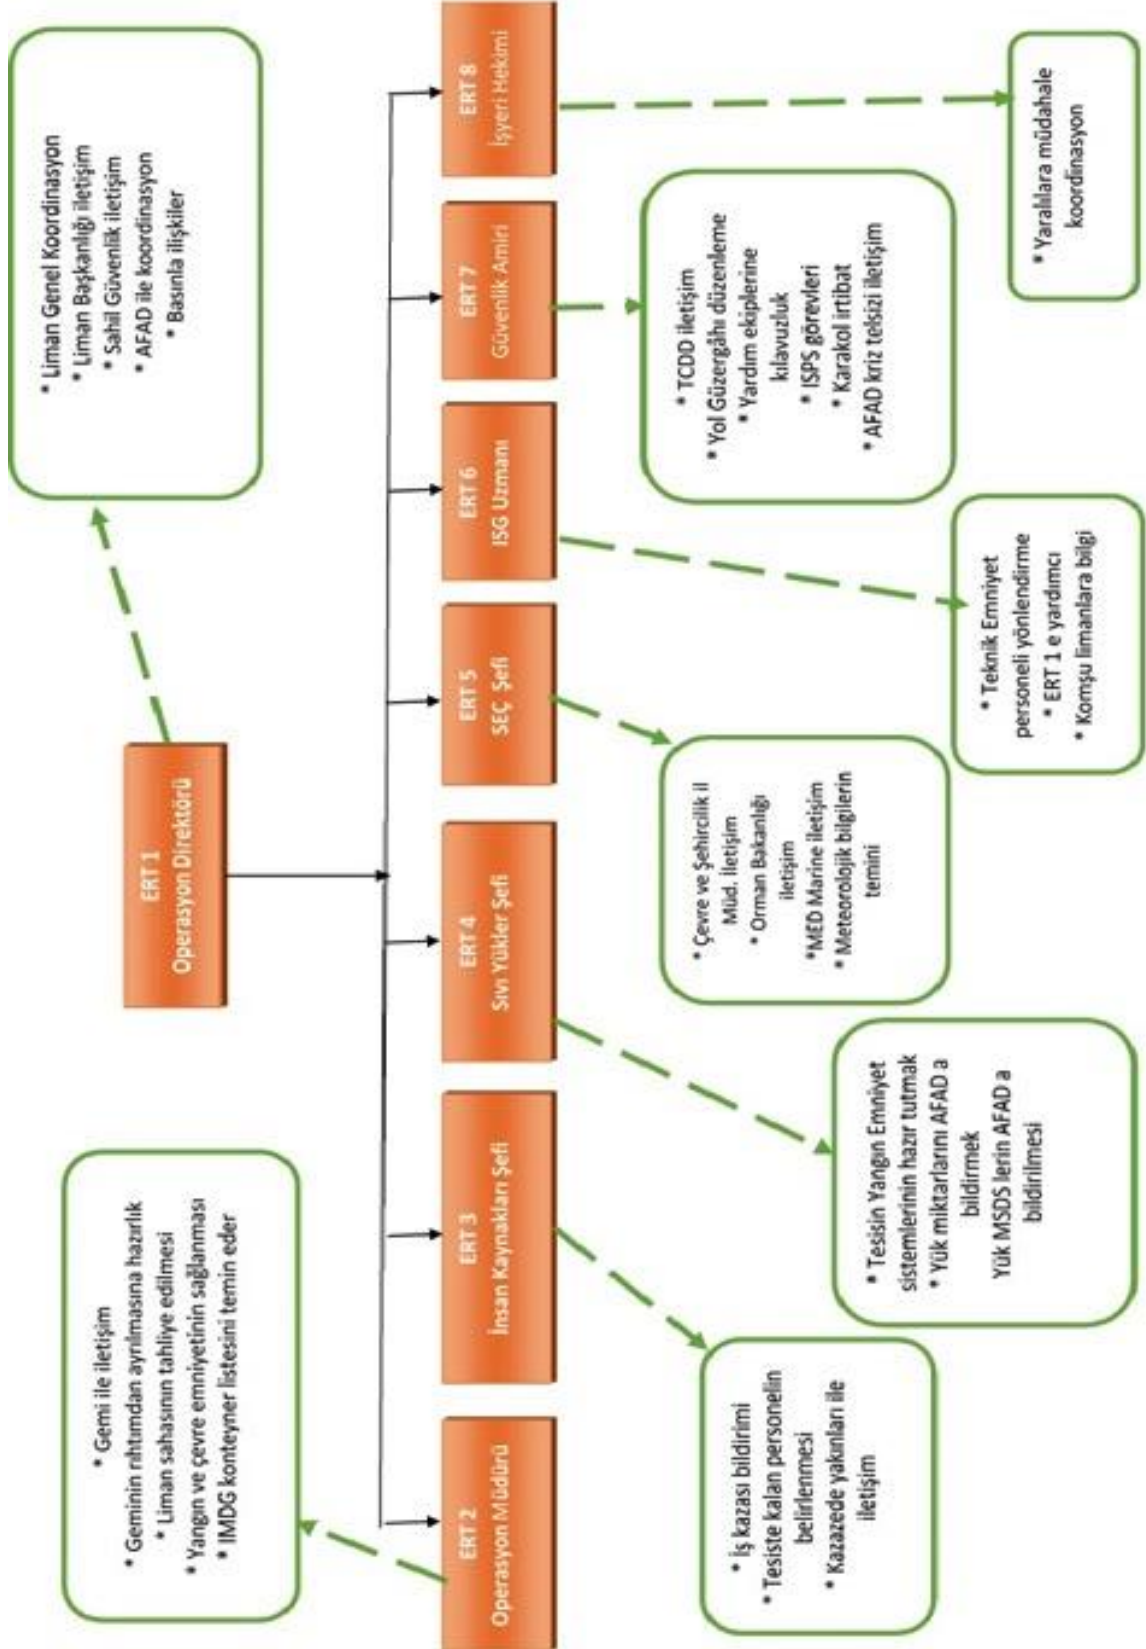 * Liman Genel Koordinasyon
* Liman Başkanlığı iletişim
* Sahil Güvenlik iletişim
* AFAD ile koordinasyon
* Basınla ilişkiler
ERT 1
Operasyon Direktörü
* Gemi ile iletişim
* Geminin rıhtımdan ayrılmasına hazırlık
* Liman sahasının tahliye edilmesi
* Yangın ve çevre emniyetinin sağlanması
* IMDG konteyner listesini temin eder
ERT 2
Operasyon Müdürü
ERT 3
İnsan Kaynakları Şefi
ERT 4
Sıvı Yükler Şefi
ERT 5
SEÇ Şefi
ERT 6
ISG Uzmanı
ERT 7
Güvenlik Amiri
ERT 8
İşyeri Hekimi
* İş kazası bildirimi
* Tesiste kalan personelin
belirlenmesi
* Kazazede yakınları ile
iletişim
* Tesisin Yangın Emniyet
sistemlerinin hazır tutmak
* Yük miktarlarını AFAD a
bildirmek
Yük MSDS lerin AFAD a
bildirilmesi
* Çevre ve Şehircilik il
Müd. İletişim
* Orman Bakanlığı
iletişim
*MED Marine iletişim
* Meteorolojik bilgilerin
temini
* Teknik Emniyet
personeli yönlendirme
* ERT 1 e yardımcı
* Komşu limanlara bilgi
* TCDD iletişim
* Yol Güzergâhı düzenleme
* Yardım ekiplerine
kılavuzluk
* ISPS görevleri
* Karakol irtibat
* AFAD kriz telsizi iletişim
* Yaralılara müdahale
koordinasyon